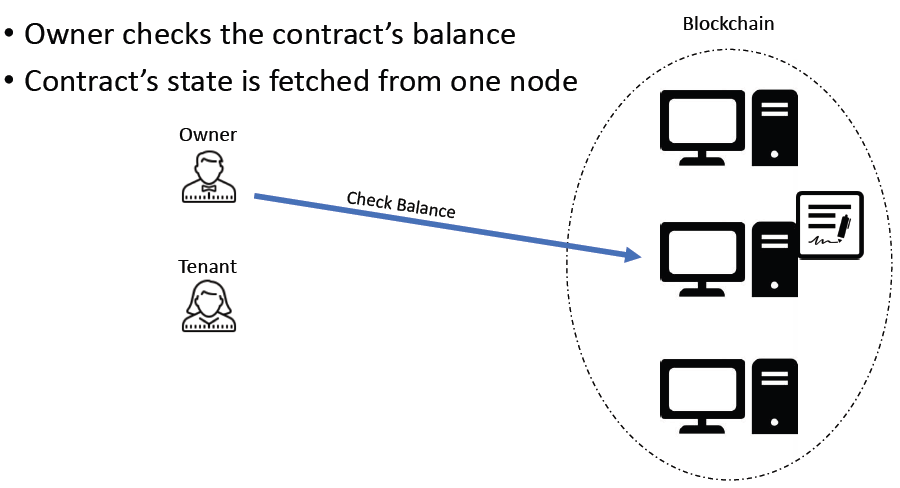 • Owner checks the contract's balance
• Contract's state is fetched from one node
Blockchain
Owner
Check Balance
Tenant